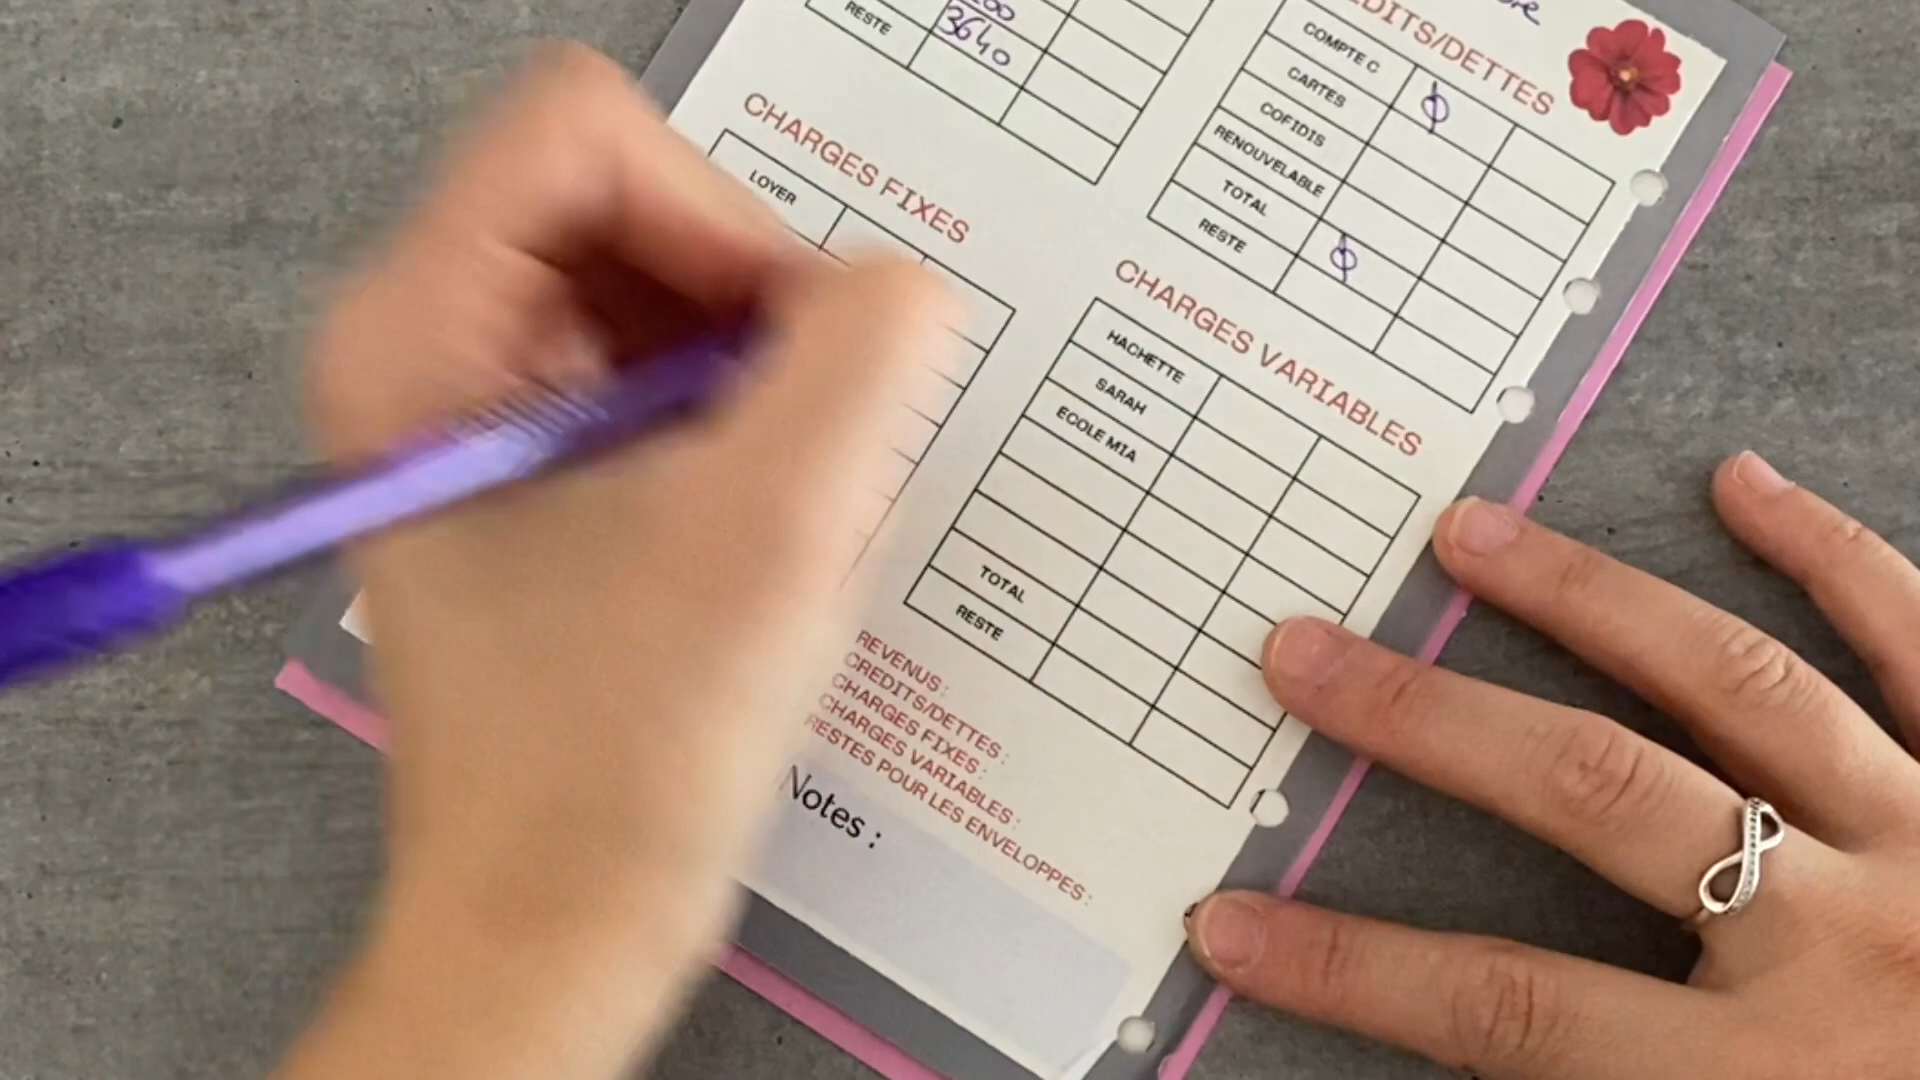 RESTE
3640
CREDITS/DETTES
COMPTE C
CARTES
COFIDIS
RENOUVELABLE
TOTAL
RESTE
CHARGES FIXES
LOYER
CHARGES VARIABLES
HACHETTE
SARAH
ECOLE MIA
TOTAL
RESTE
REVENUS :
CREDITS/DETTES :
CHARGES FIXES :
CHARGES VARIABLES :
RESTES POUR LES ENVELOPPES :
Notes :